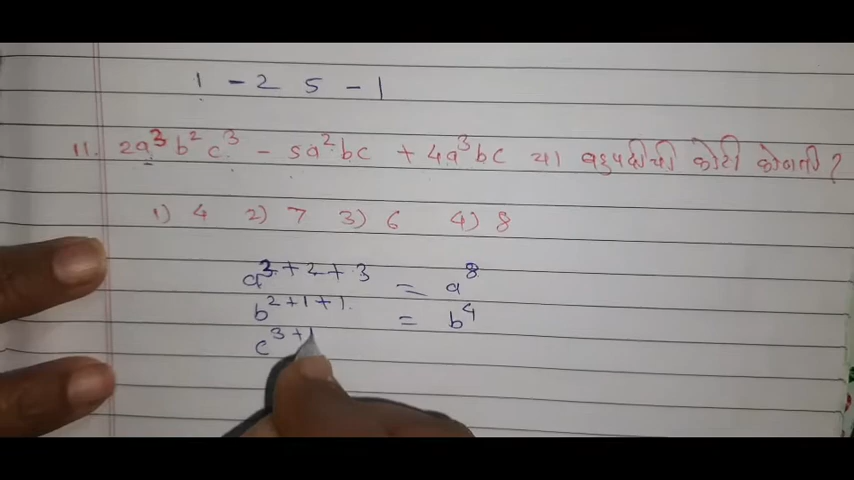 1 -2 5 -1
11. 2a³b²c³ - 5a²bc + 4a³bc या बहुपदीची कोटी कोणती?
1) 4 2) 7 3) 6 4) 8
a³⁺²⁺³ = a⁸
b²⁺¹⁺¹ = b⁴
c³⁺¹